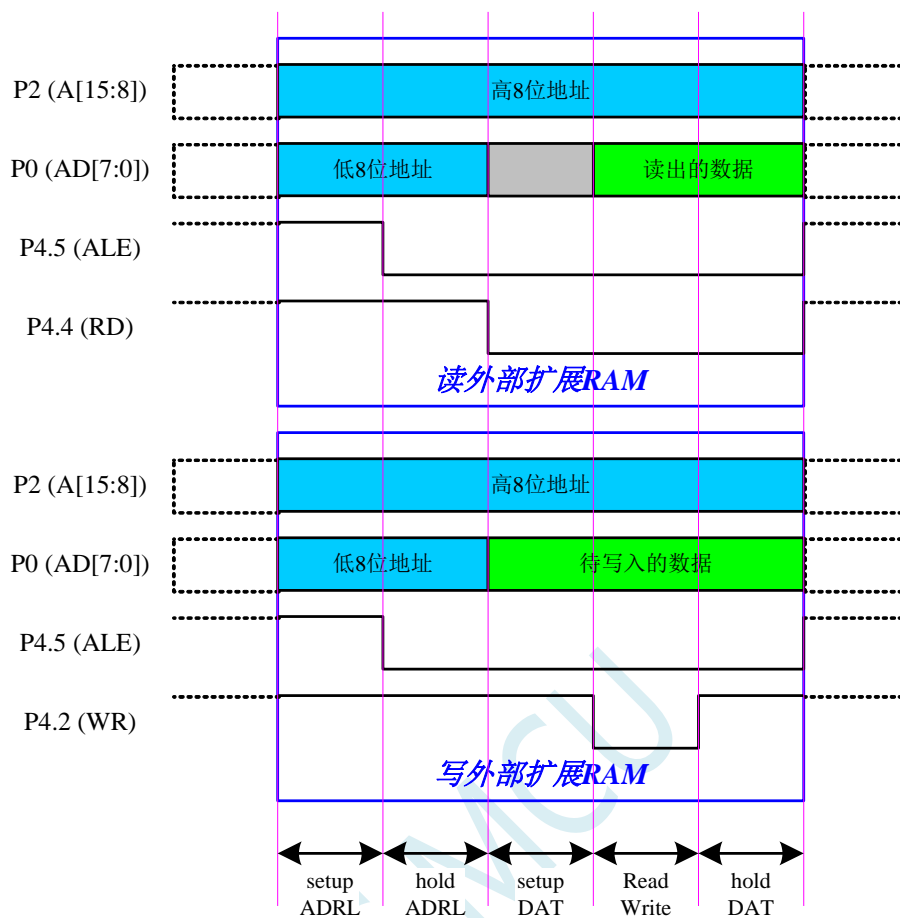 P2 (A[15:8])
高8位地址
P0 (AD[7:0])
低8位地址
读出的数据
P4.5 (ALE)
P4.4 (RD)
读外部扩展RAM
P2 (A[15:8])
高8位地址
P0 (AD[7:0])
低8位地址
待写入的数据
P4.5 (ALE)
P4.2 (WR)
写外部扩展RAM
setup
ADRL
hold
ADRL
setup
DAT
Read
Write
hold
DAT
MCU